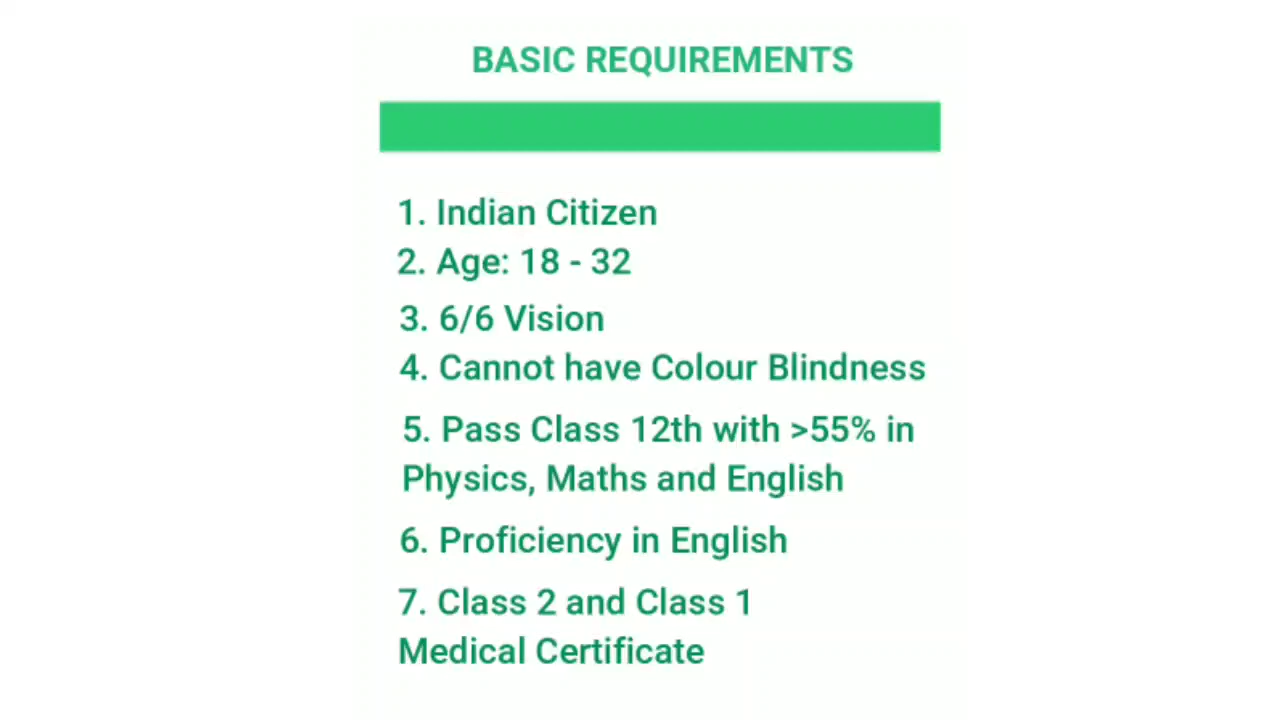 BASIC REQUIREMENTS
1. Indian Citizen
2. Age: 18 - 32
3. 6/6 Vision
4. Cannot have Colour Blindness
5. Pass Class 12th with >55% in
Physics, Maths and English
6. Proficiency in English
7. Class 2 and Class 1
Medical Certificate